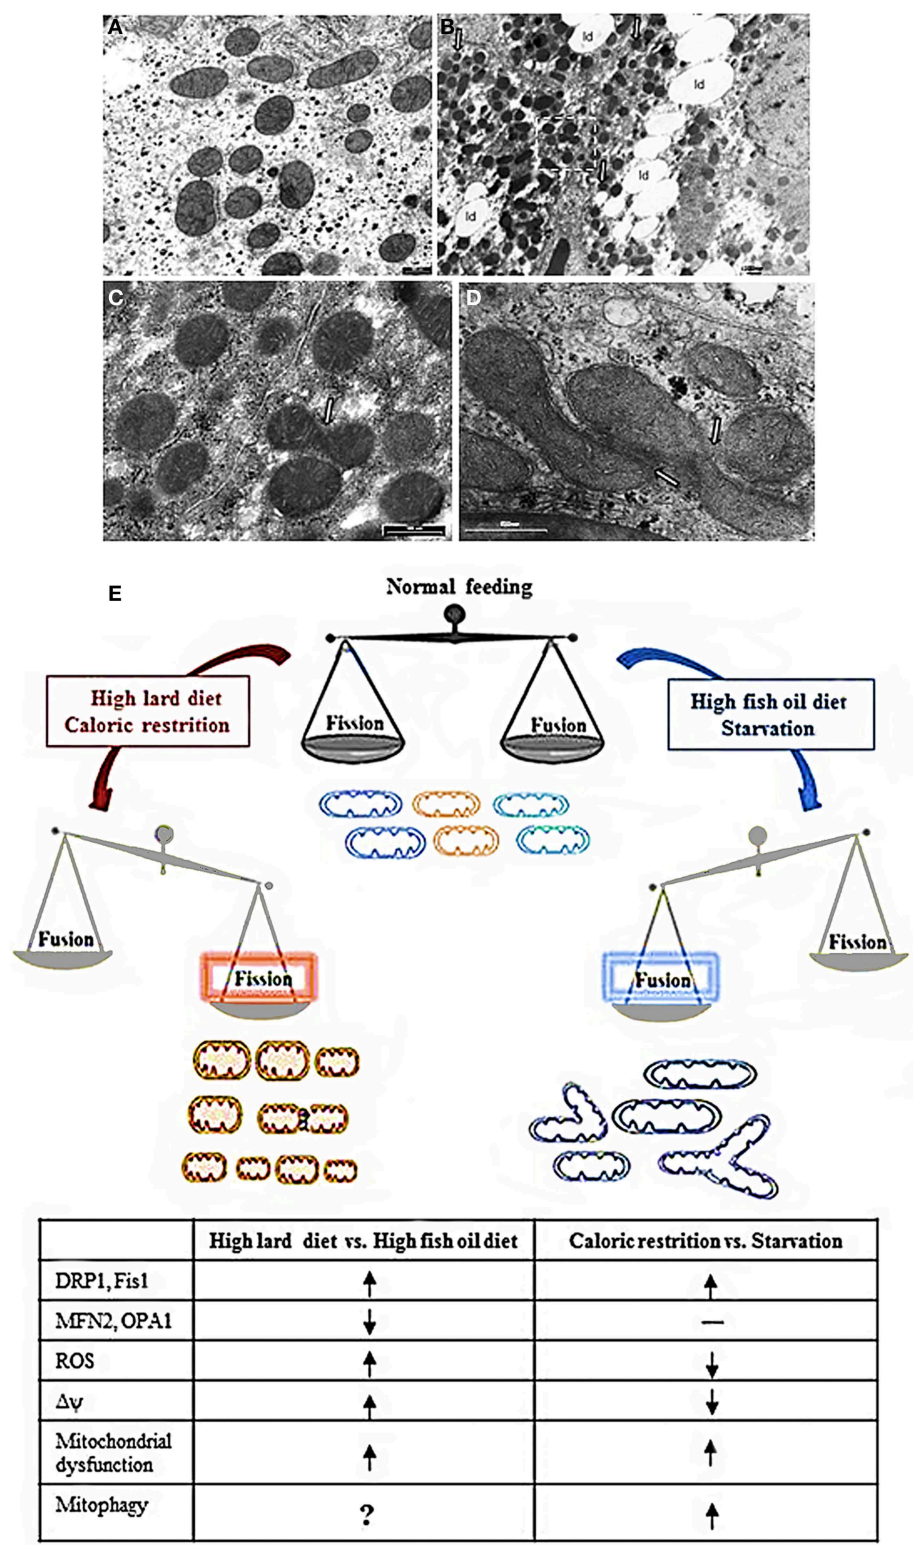 A
B
ld
ld
ld
ld
C
D
E
Normal feeding
High lard diet
Caloric restrition
Fission
Fusion
High fish oil diet
Starvation
Fusion
Fission
Fusion
Fission
High lard diet vs. High fish oil diet
Caloric restrition vs. Starvation
DRP1, Fis1 ↑ ↑
MFN2, OPA1 ↓ —
ROS ↑ ↓
Δψ ↑ ↓
Mitochondrial
dysfunction ↑ ↑
Mitophagy ? ↑